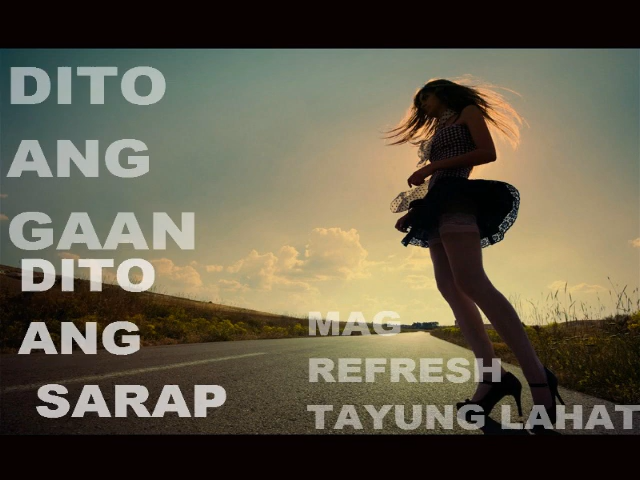 DITO
ANG
GAAN
DITO
ANG
SARAP
MAG
REFRESH
TAYUNG LAHAT